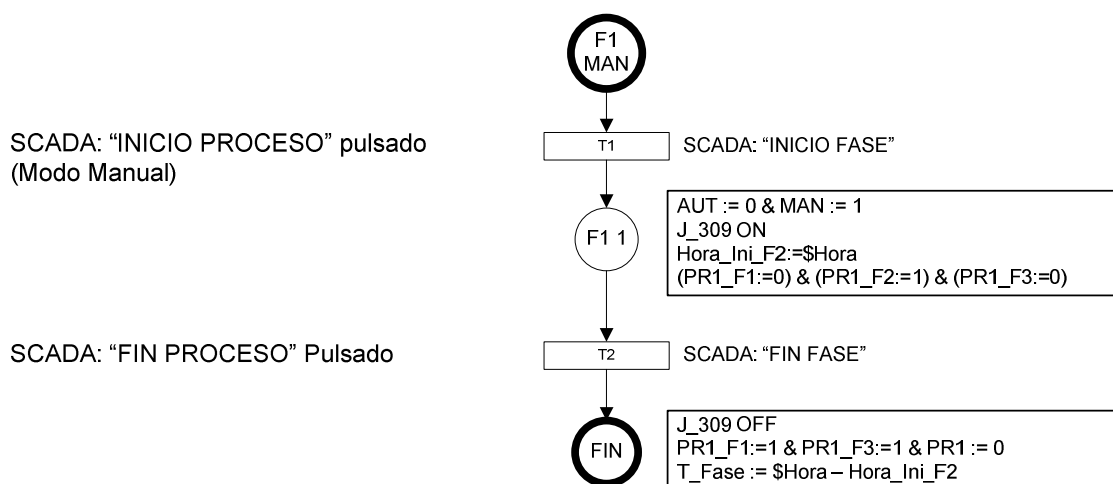 F1
MAN
SCADA: “INICIO PROCESO” pulsado
(Modo Manual)
T1
SCADA: “INICIO FASE”
F1 1
AUT := 0 & MAN := 1
J_309 ON
Hora_Ini_F2:=$Hora
(PR1_F1:=0) & (PR1_F2:=1) & (PR1_F3:=0)
SCADA: “FIN PROCESO” Pulsado
T2
SCADA: “FIN FASE”
FIN
J_309 OFF
PR1_F1:=1 & PR1_F3:=1 & PR1 := 0
T_Fase := $Hora – Hora_Ini_F2